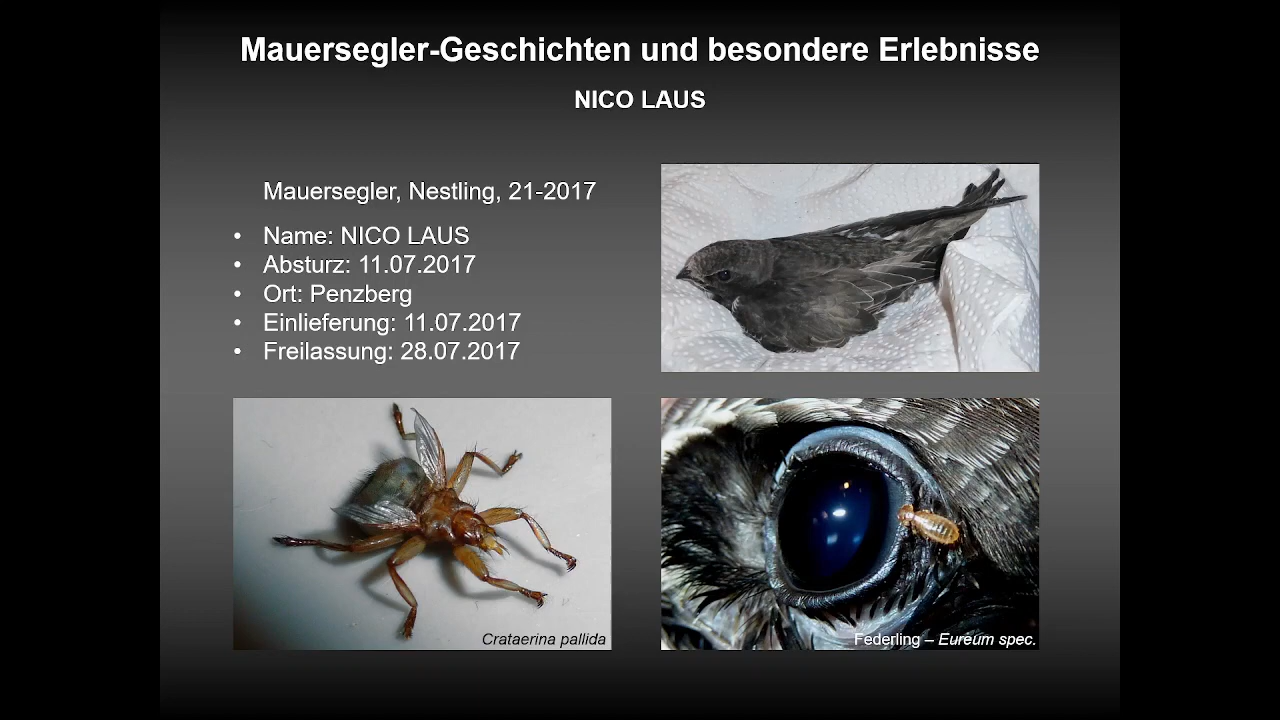 Mauersegler-Geschichten und besondere Erlebnisse
NICO LAUS
Mauersegler, Nestling, 21-2017
• Name: NICO LAUS
• Absturz: 11.07.2017
• Ort: Penzberg
• Einlieferung: 11.07.2017
• Freilassung: 28.07.2017
Crataerina pallida
Federling – Eureum spec.